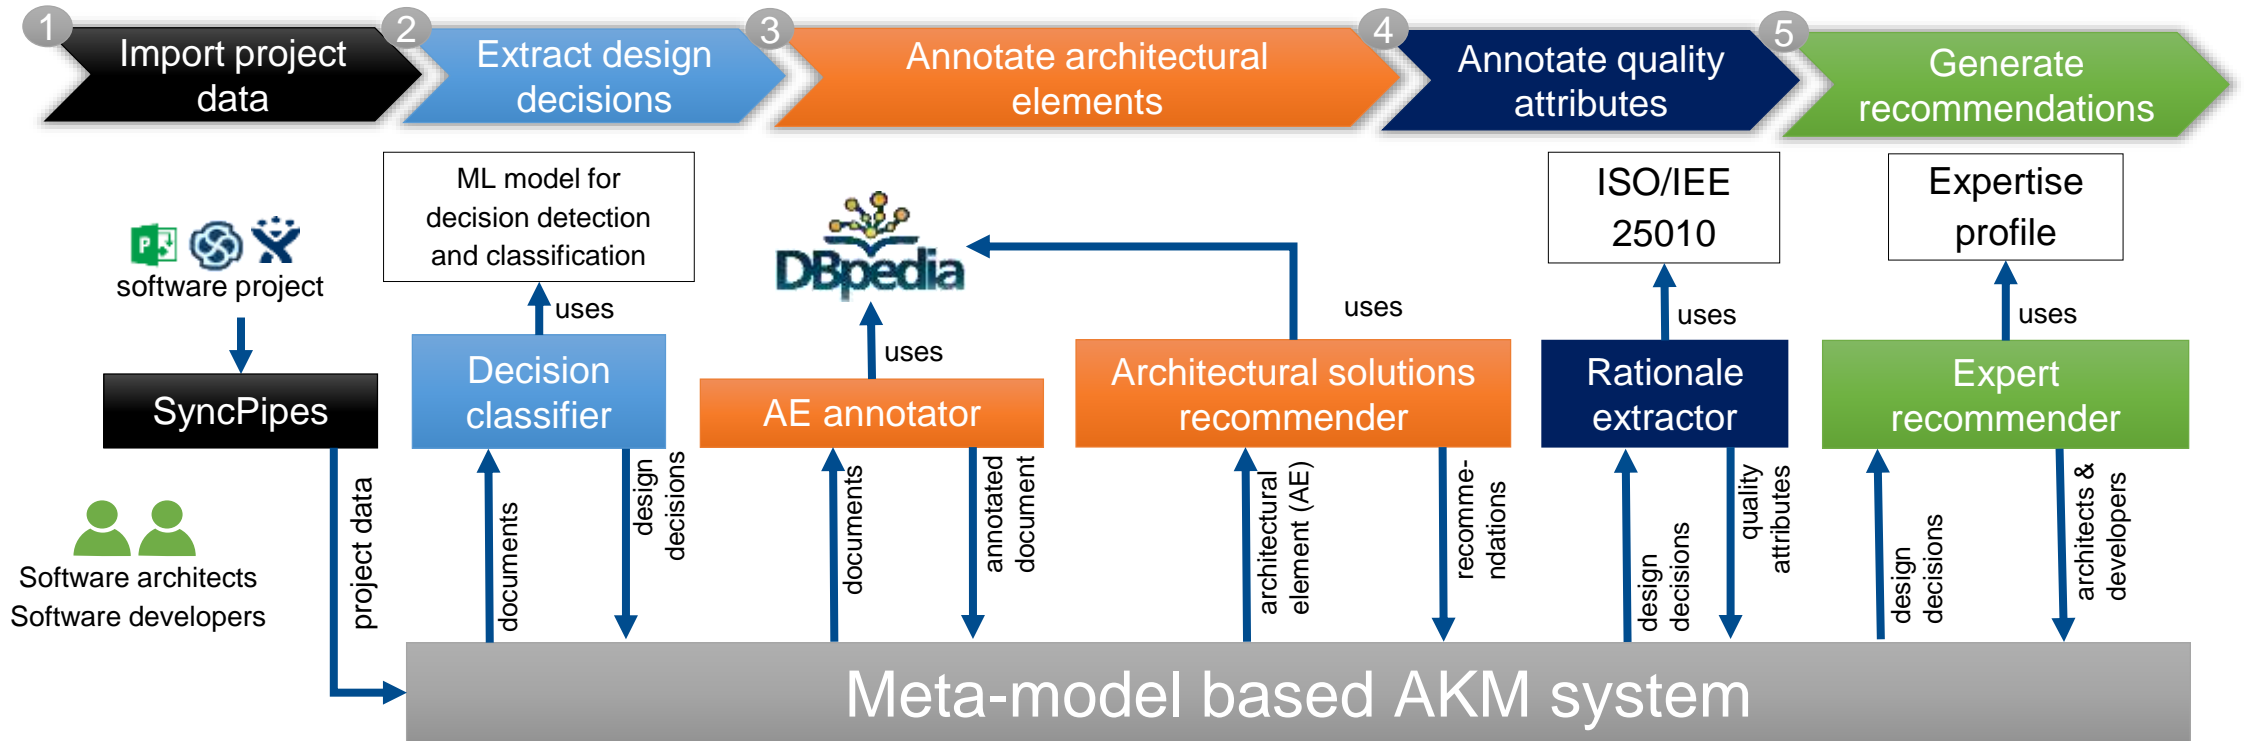 1
Import project
data
2
Extract design
decisions
3
Annotate architectural
elements
4
Annotate quality
attributes
5
Generate
recommendations
software project
ML model for
decision detection
and classification
DBpedia
ISO/IEE
25010
Expertise
profile
uses
uses
uses
uses
uses
SyncPipes
Decision
classifier
AE annotator
Architectural solutions
recommender
Rationale
extractor
Expert
recommender
Software architects
Software developers
project data
documents
design
decisions
documents
annotated
document
architectural
element (AE)
recomme-
ndations
design
decisions
quality
attributes
design
decisions
architects &
developers
Meta-model based AKM system
P